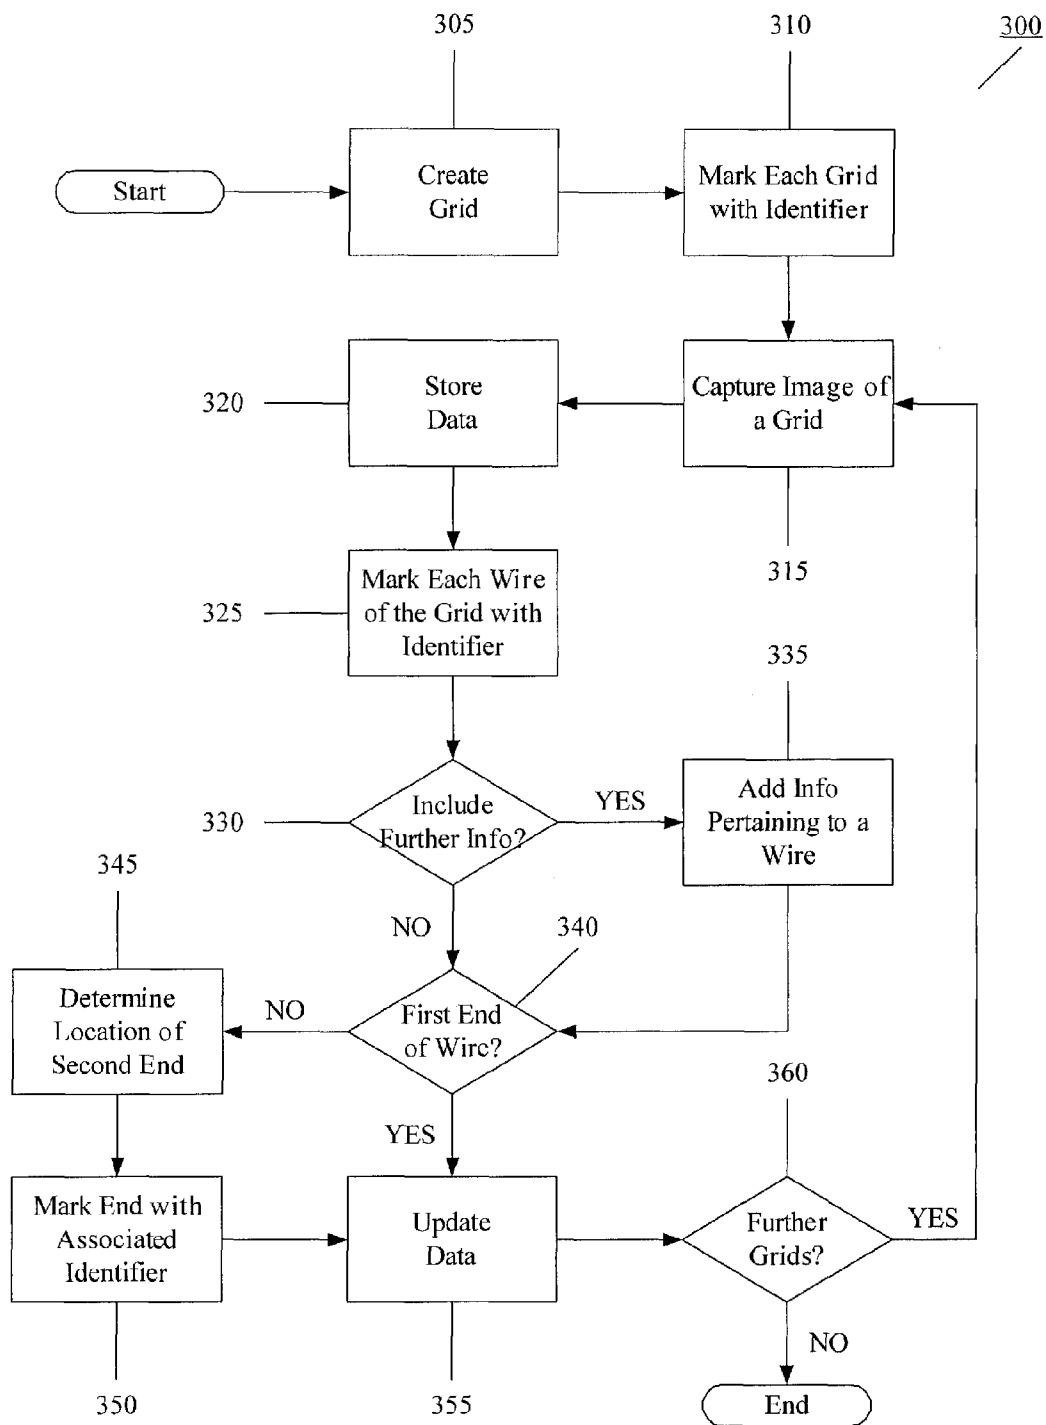 305
310
300
Start
Create
Grid
Mark Each Grid
with Identifier
320
Store
Data
Capture Image of
a Grid
315
325
Mark Each Wire
of the Grid with
Identifier
335
330
Include
Further Info?
YES
Add Info
Pertaining to a
Wire
345
NO
340
Determine
Location of
Second End
NO
First End
of Wire?
360
YES
Mark End with
Associated
Identifier
Update
Data
Further
Grids?
YES
NO
350
355
End